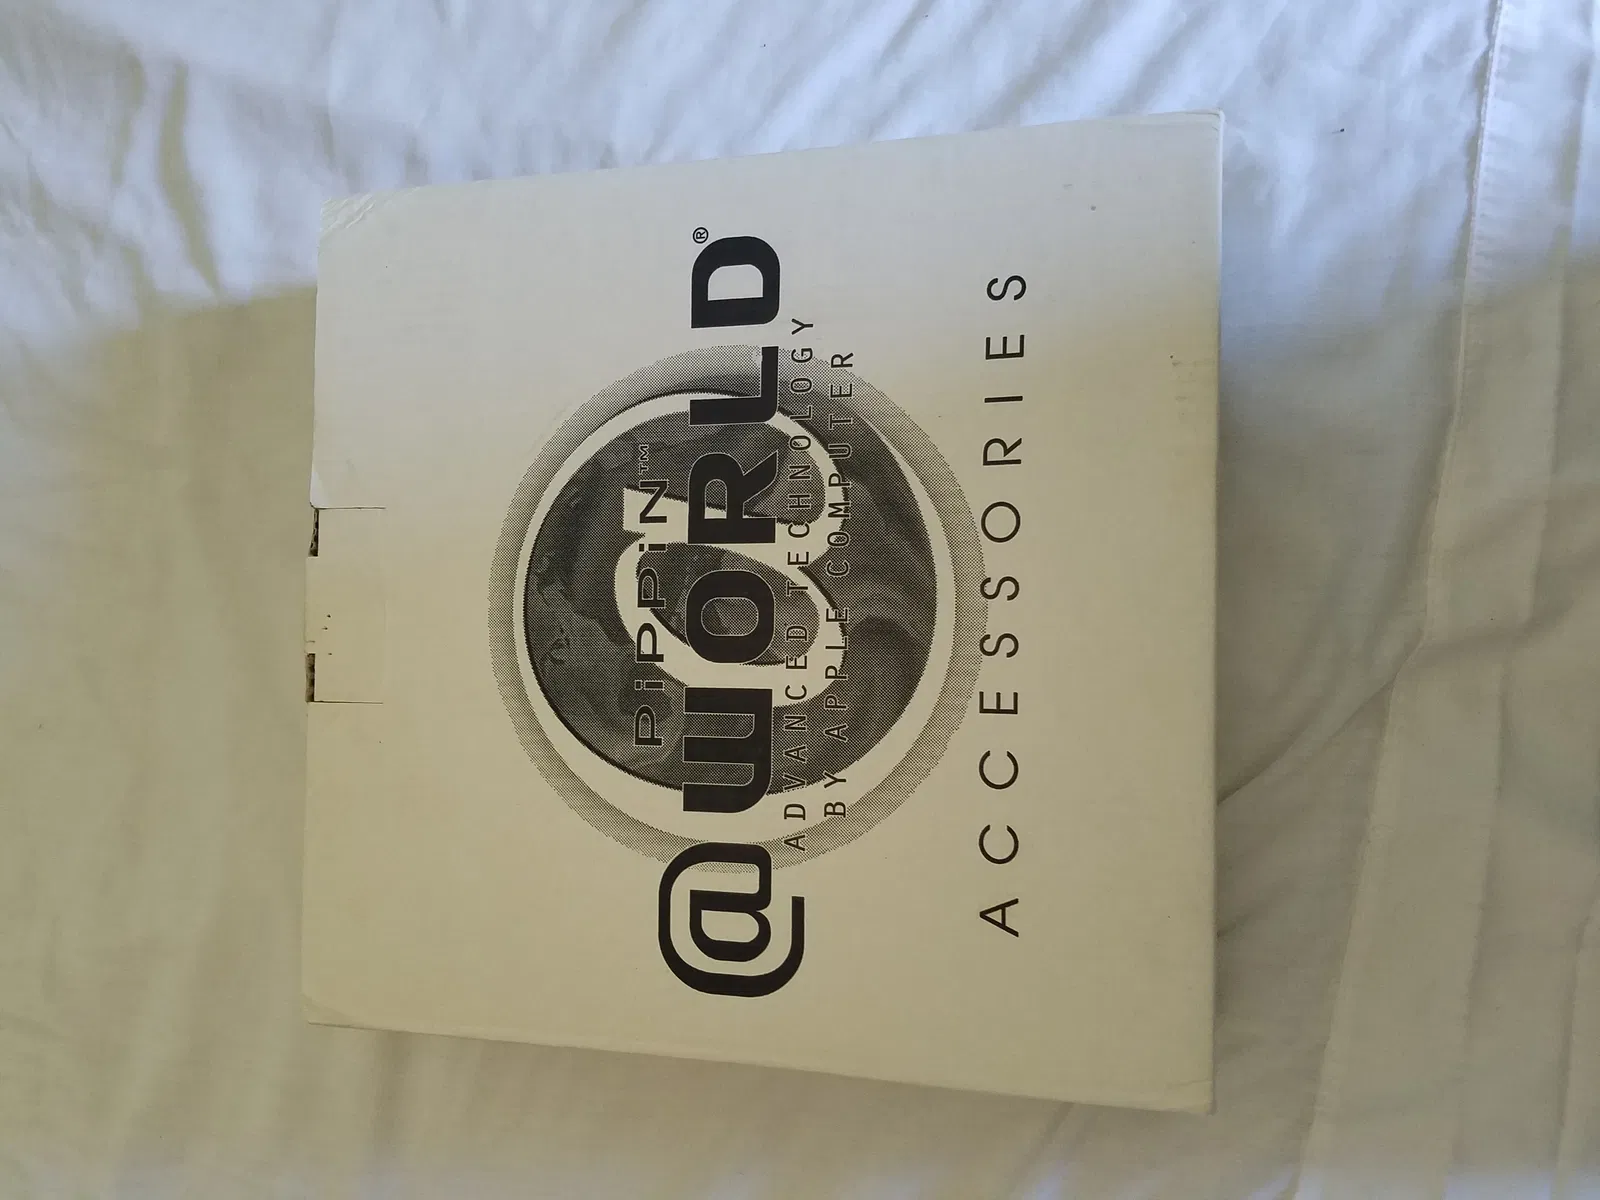 PiPPiN™
@WORLD®
ADVANCED TECHNOLOGY
BY APPLE COMPUTER
ACCESSORIES